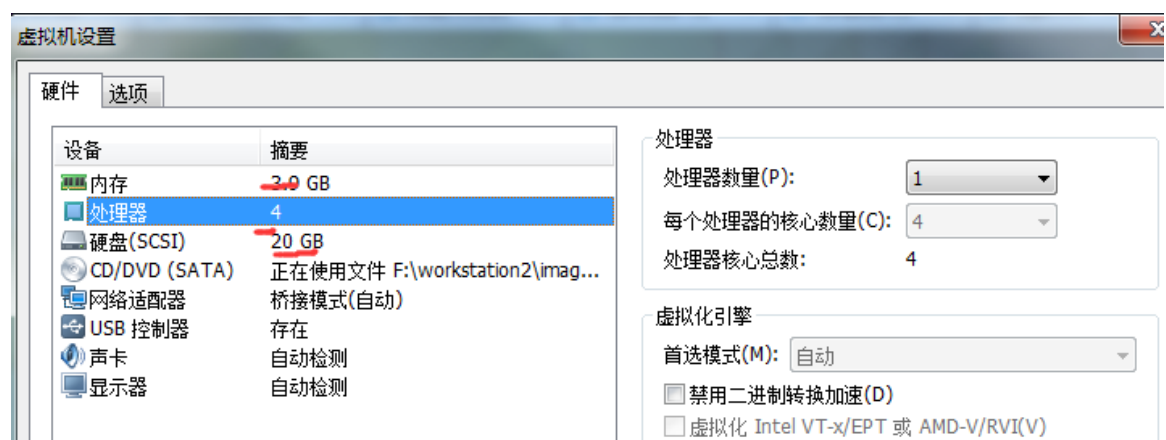 虚拟机设置
硬件 选项
设备 摘要
内存 3.0 GB
处理器 4
硬盘(SCSI) 20 GB
CD/DVD (SATA) 正在使用文件 F:\workstation2\imag...
网络适配器 桥接模式(自动)
USB 控制器 存在
声卡 自动检测
显示器 自动检测
处理器
处理器数量(P): 1
每个处理器的核心数量(C): 4
处理器核心总数: 4
虚拟化引擎
首选模式(M): 自动
禁用二进制转换加速(D)
虚拟化 Intel VT-x/EPT 或 AMD-V/RVI(V)